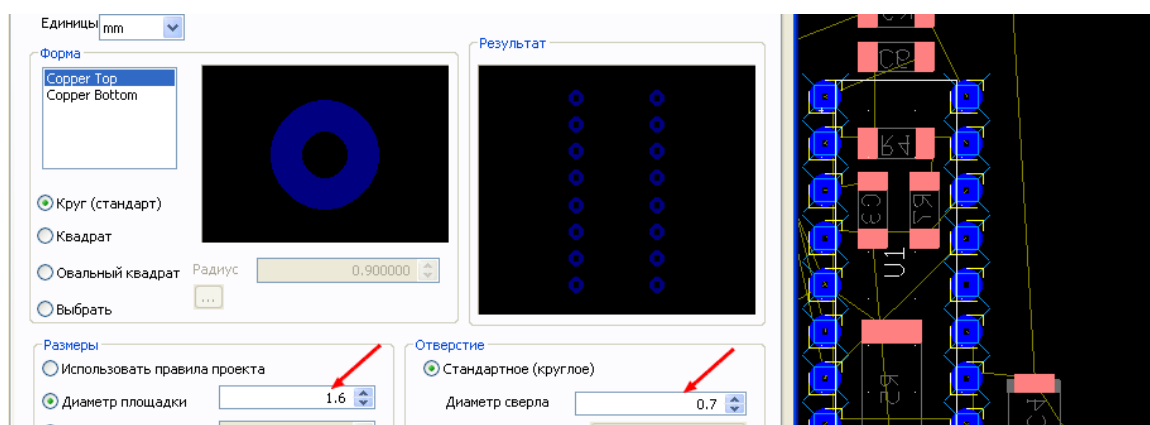 Единицы mm
Форма
Copper Top
Copper Bottom
Круг (стандарт)
Квадрат
Овальный квадрат Радиус 0.900000
...
Выбрать
Результат
Размеры
Использовать правила проекта
Диаметр площадки 1.6
Отверстие
Стандартное (круглое)
Диаметр сверла 0.7
R4
C3
U1